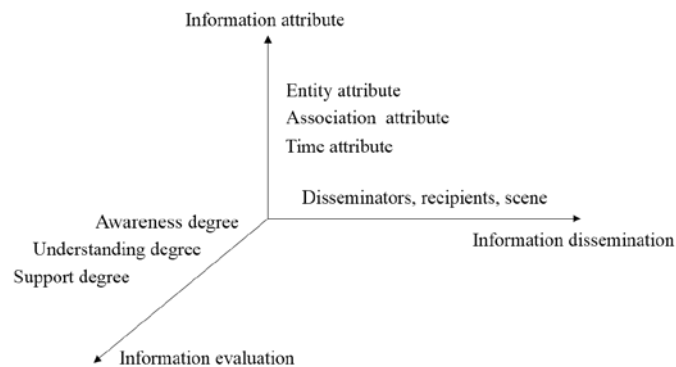 Information attribute
Entity attribute
Association attribute
Time attribute
Disseminators, recipients, scene
Awareness degree
Information dissemination
Understanding degree
Support degree
Information evaluation